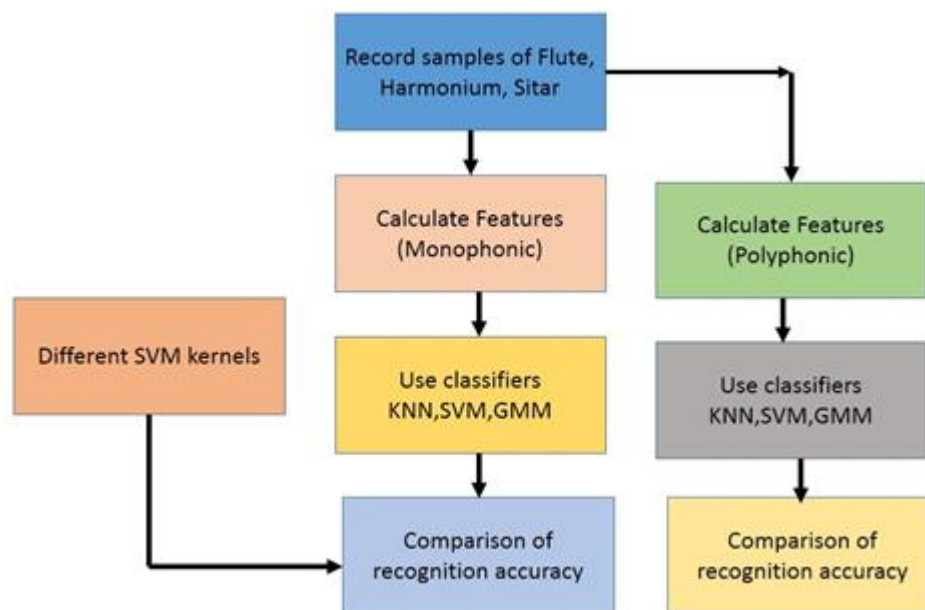 Record samples of Flute,
Harmonium, Sitar
Calculate Features
(Monophonic)
Calculate Features
(Polyphonic)
Different SVM kernels
Use classifiers
KNN,SVM,GMM
Use classifiers
KNN,SVM,GMM
Comparison of
recognition accuracy
Comparison of
recognition accuracy